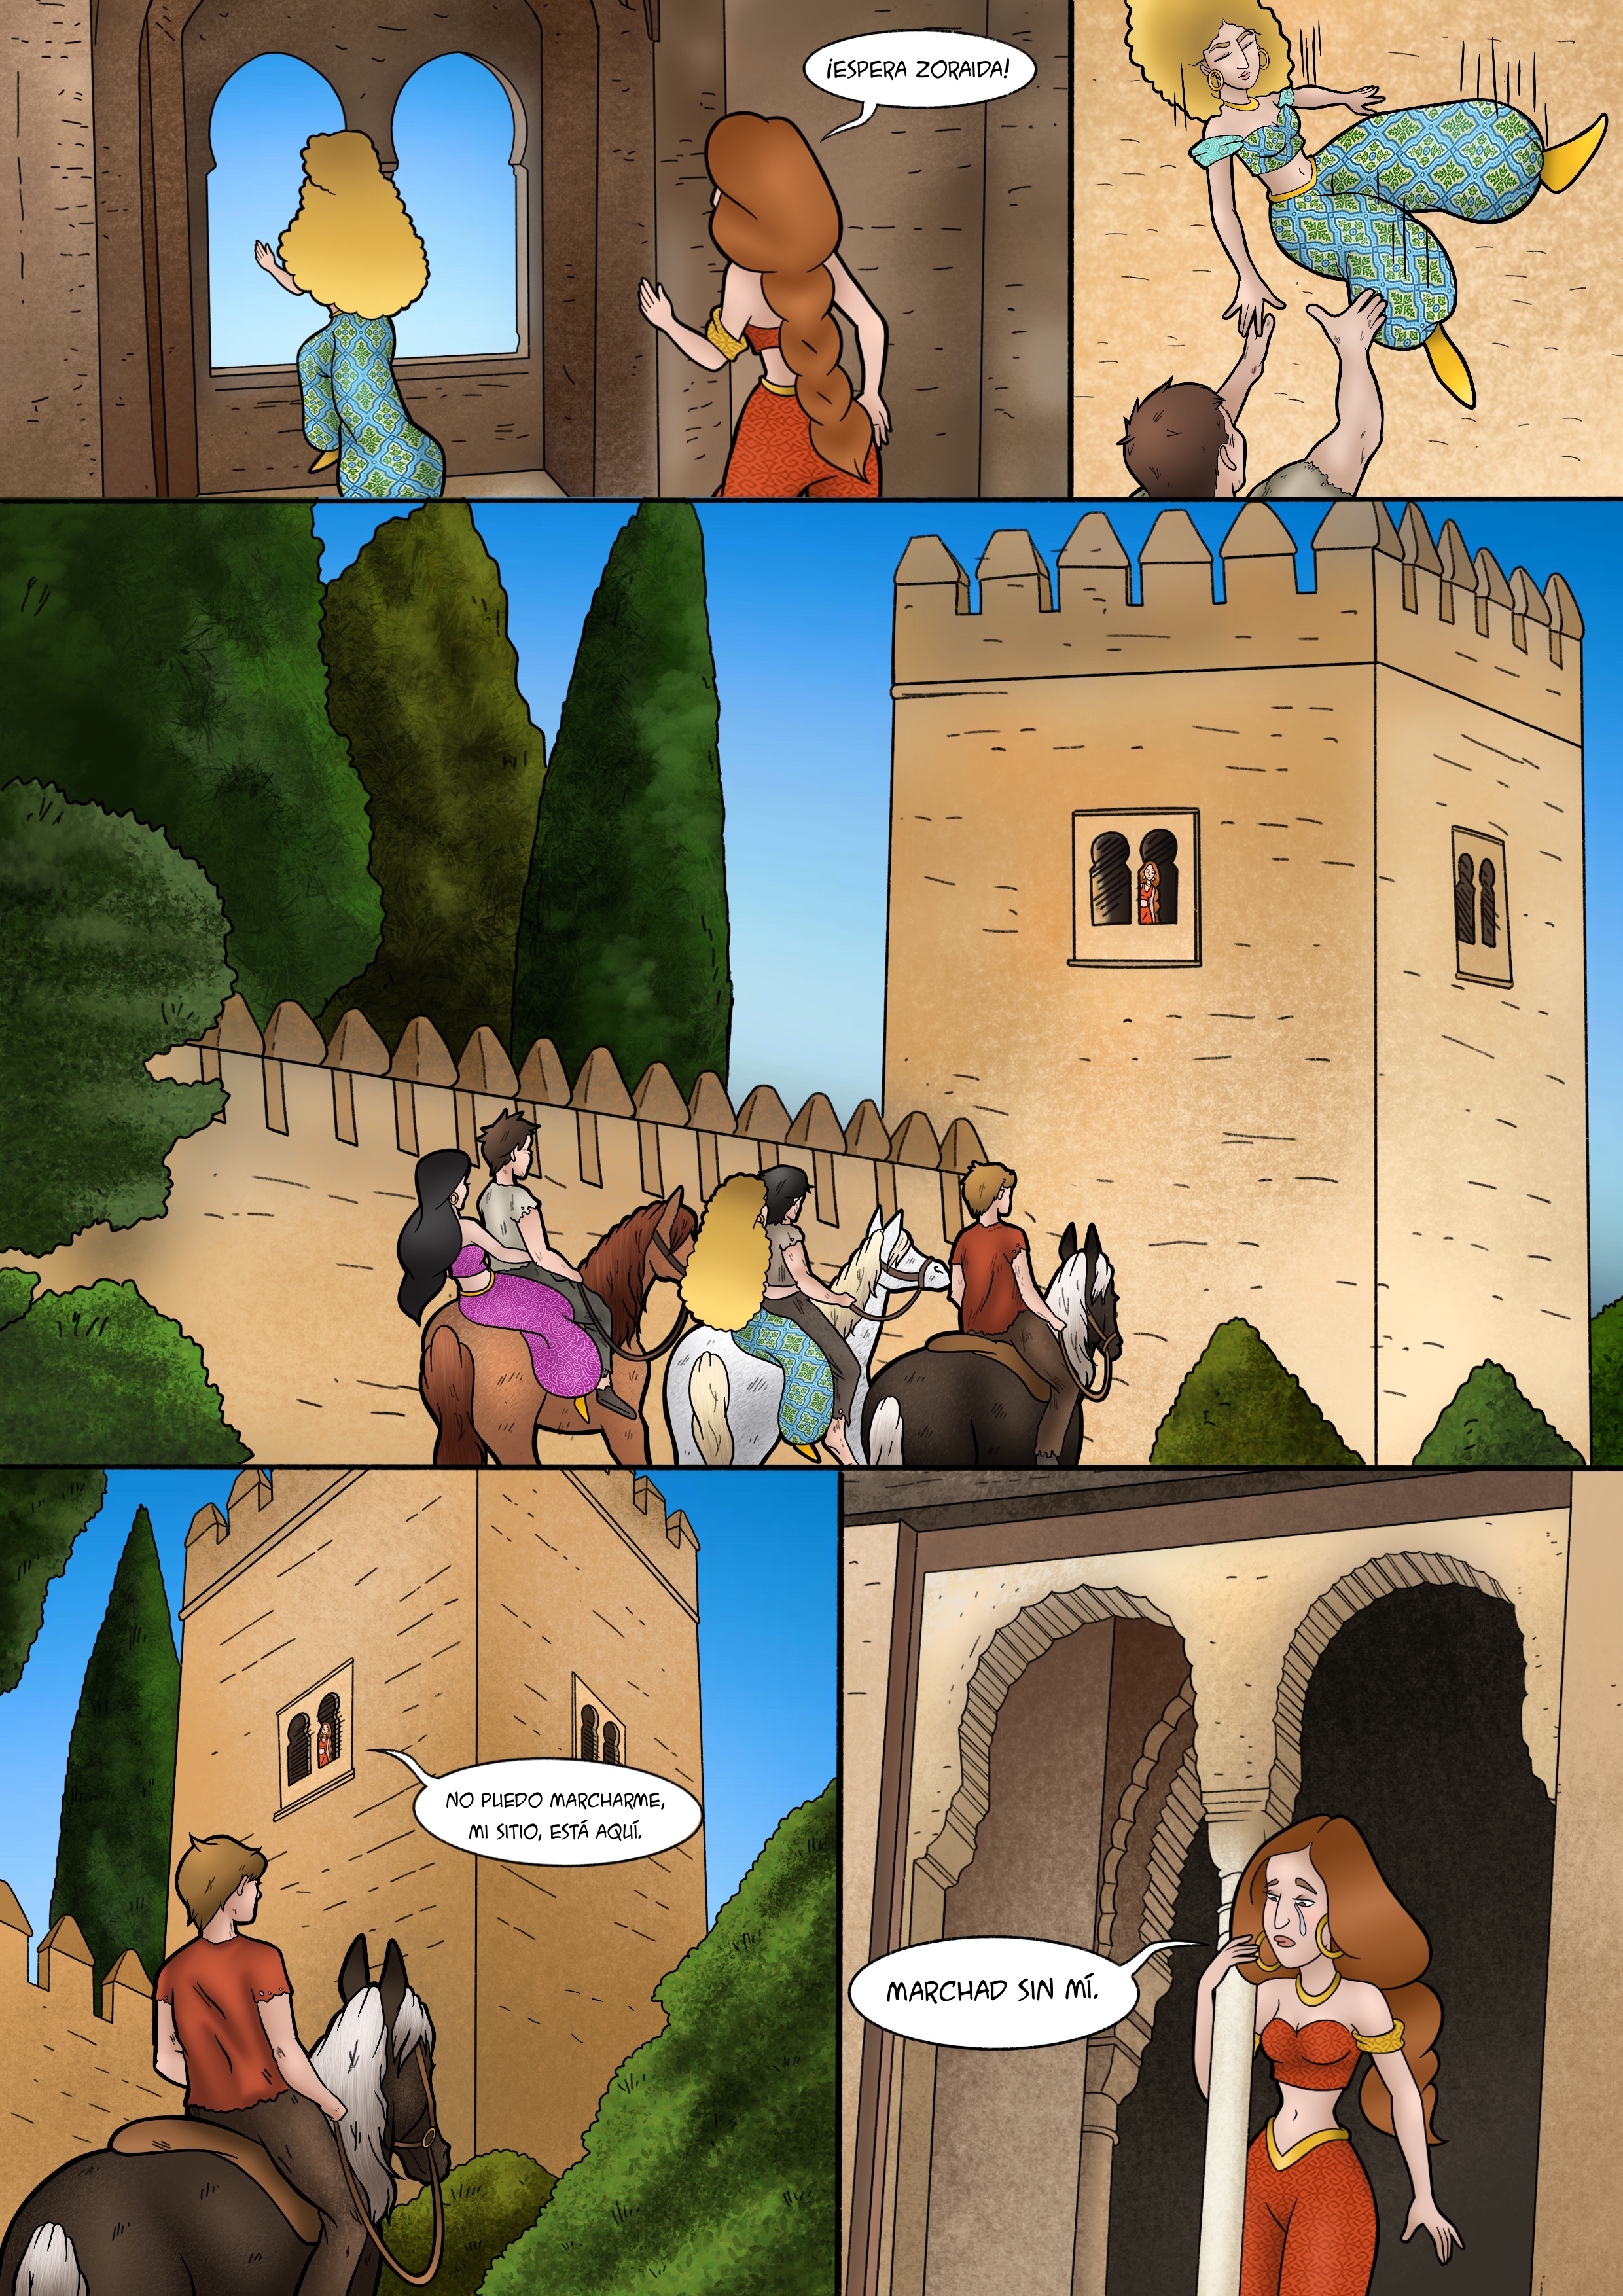 ¡ESPERA ZORAIDA!
NO PUEDO MARCHARME,
MI SITIO, ESTÁ AQUÍ.
MARCHAD SIN MÍ.